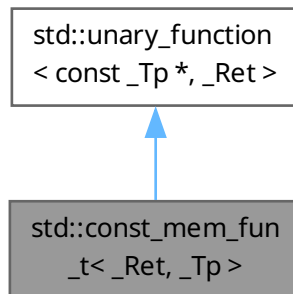 std::unary_function
< const _Tp *, _Ret >
std::const_mem_fun
_t< _Ret, _Tp >